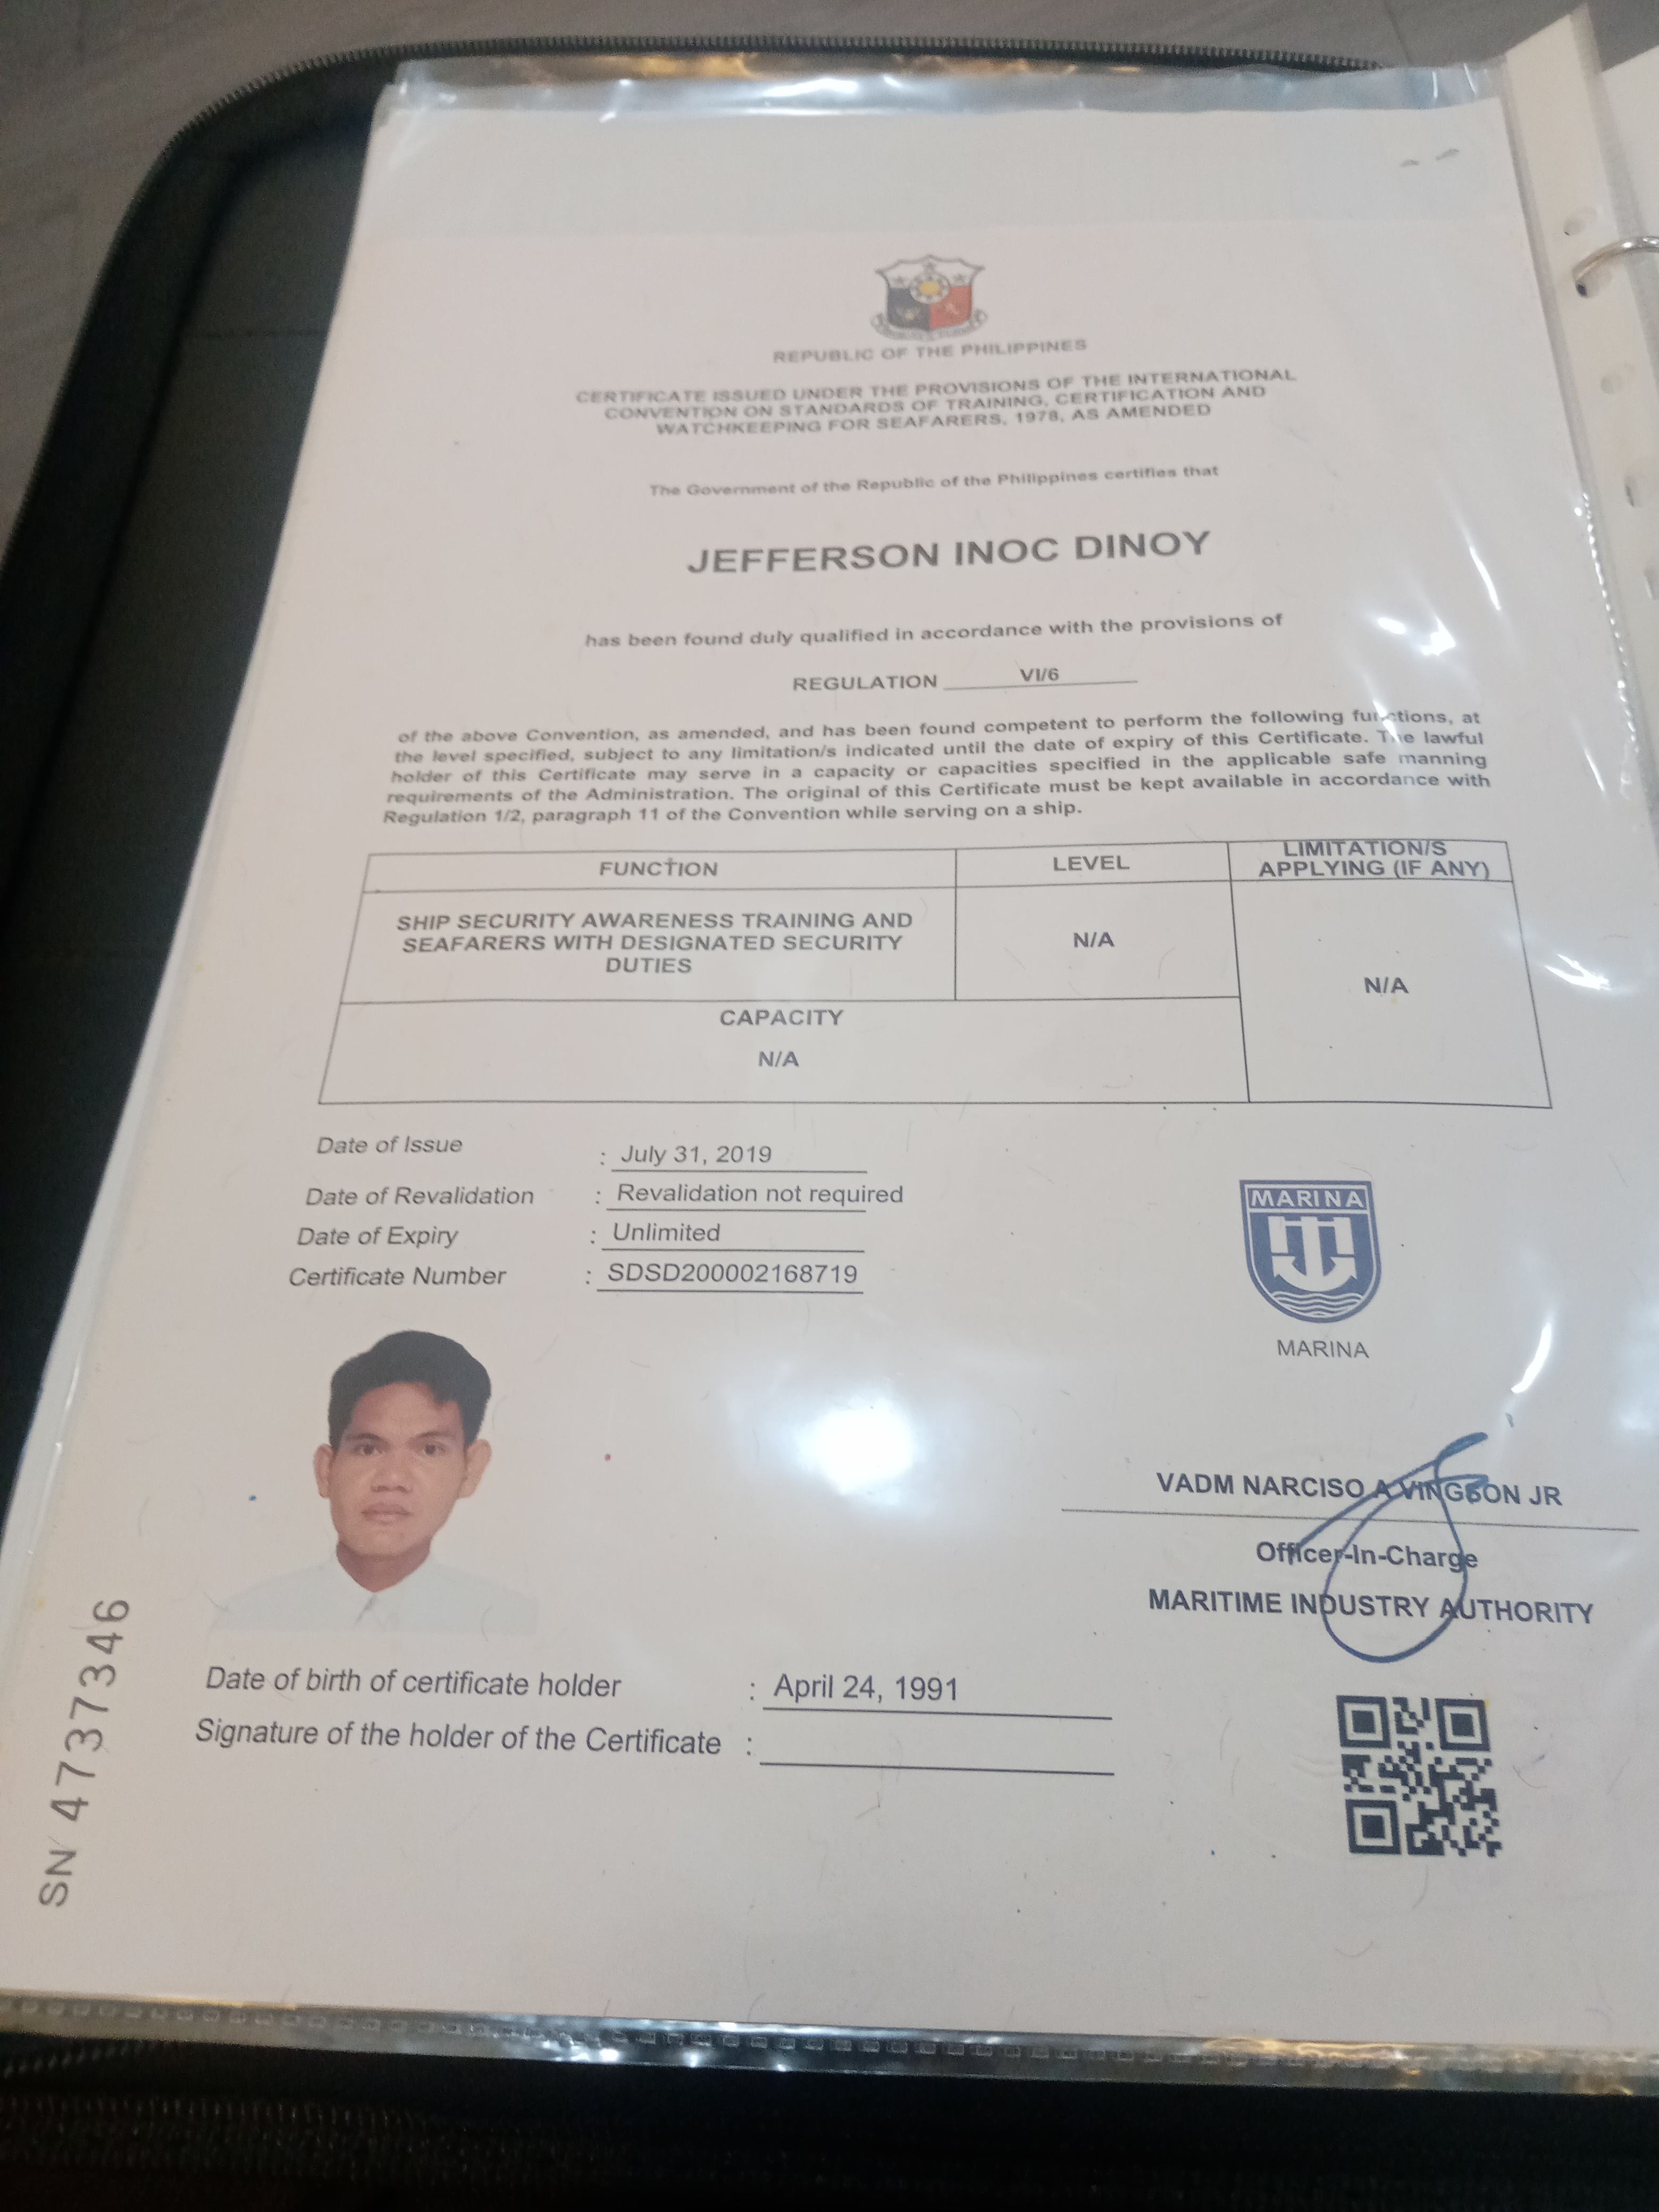 REPUBLIC OF THE PHILIPPINES
CERTIFICATE ISSUED UNDER THE PROVISIONS OF THE INTERNATIONAL
CONVENTION ON STANDARDS OF TRAINING, CERTIFICATION AND
WATCHKEEPING FOR SEAFARERS, 1978, AS AMENDED
The Government of the Republic of the Philippines certifies that
JEFFERSON INOC DINOY
has been found duly qualified in accordance with the provisions of
REGULATION VI/6
of the above Convention, as amended, and has been found competent to perform the following functions, at
the level specified, subject to any limitation/s indicated until the date of expiry of this Certificate. The lawful
holder of this Certificate may serve in a capacity or capacities specified in the applicable safe manning
requirements of the Administration. The original of this Certificate must be kept available in accordance with
Regulation 1/2, paragraph 11 of the Convention while serving on a ship.
FUNCTION LEVEL LIMITATION/S
APPLYING (IF ANY)
SHIP SECURITY AWARENESS TRAINING AND
SEAFARERS WITH DESIGNATED SECURITY
DUTIES
N/A
N/A
CAPACITY
N/A
Date of Issue : July 31, 2019
Date of Revalidation : Revalidation not required
Date of Expiry : Unlimited
Certificate Number : SDSD200002168719
MARINA
MARINA
VADM NARCISO A VINGSON JR
Officer-In-Charge
MARITIME INDUSTRY AUTHORITY
Date of birth of certificate holder : April 24, 1991
Signature of the holder of the Certificate :
SN 4737346